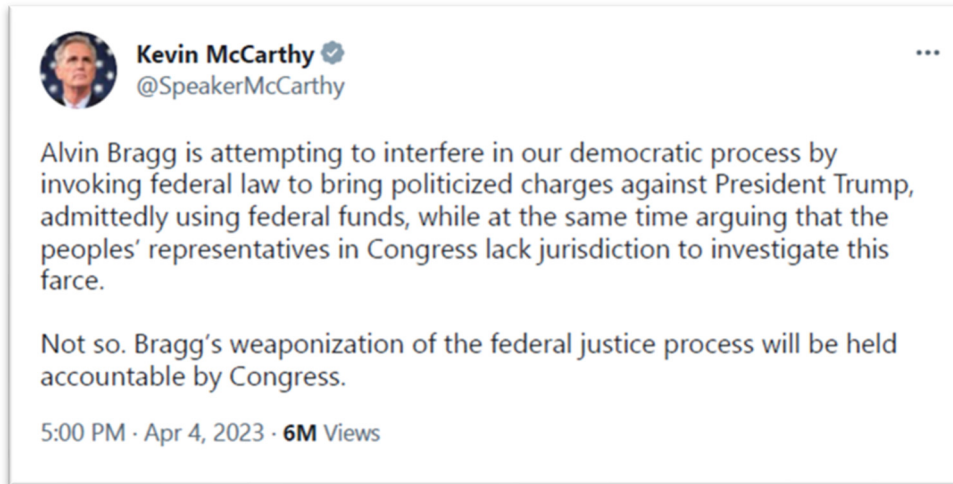 Kevin McCarthy
@SpeakerMcCarthy
Alvin Bragg is attempting to interfere in our democratic process by
invoking federal law to bring politicized charges against President Trump,
admittedly using federal funds, while at the same time arguing that the
peoples’ representatives in Congress lack jurisdiction to investigate this
farce.
Not so. Bragg’s weaponization of the federal justice process will be held
accountable by Congress.
5:00 PM · Apr 4, 2023 · 6M Views